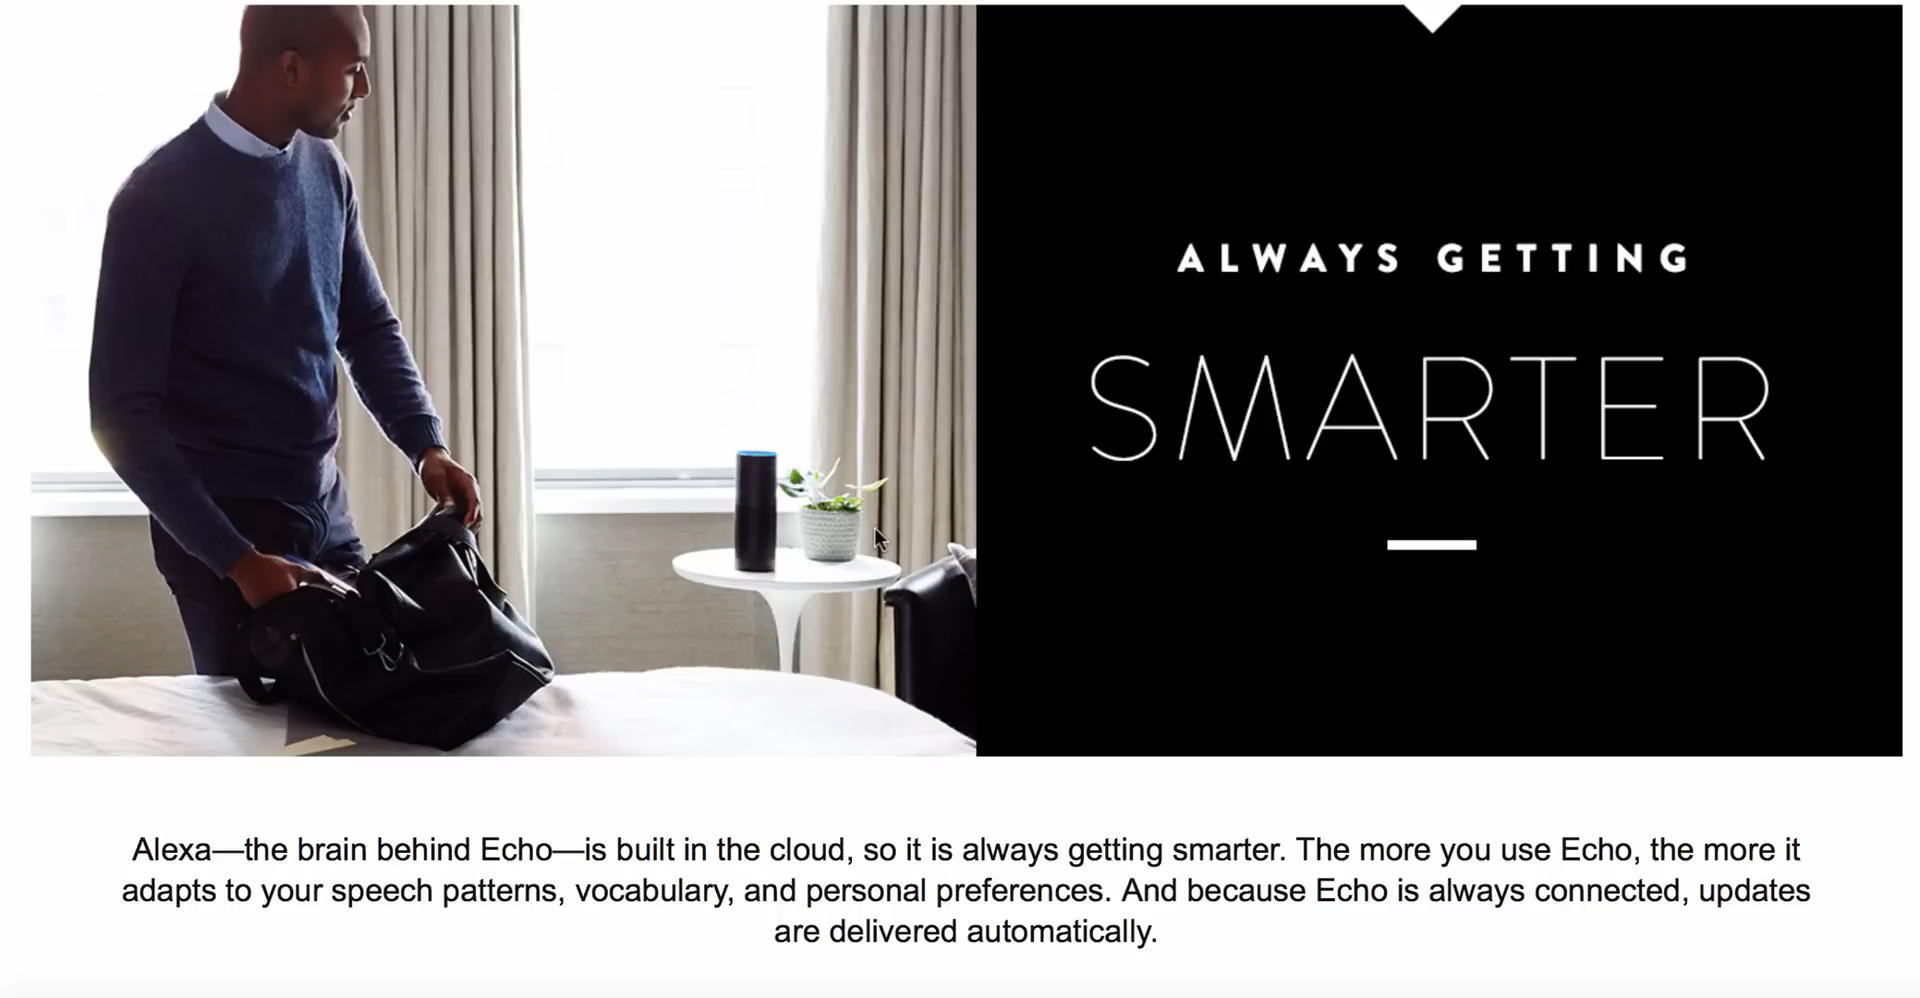 ALWAYS GETTING
SMARTER
Alexa—the brain behind Echo—is built in the cloud, so it is always getting smarter. The more you use Echo, the more it
adapts to your speech patterns, vocabulary, and personal preferences. And because Echo is always connected, updates
are delivered automatically.